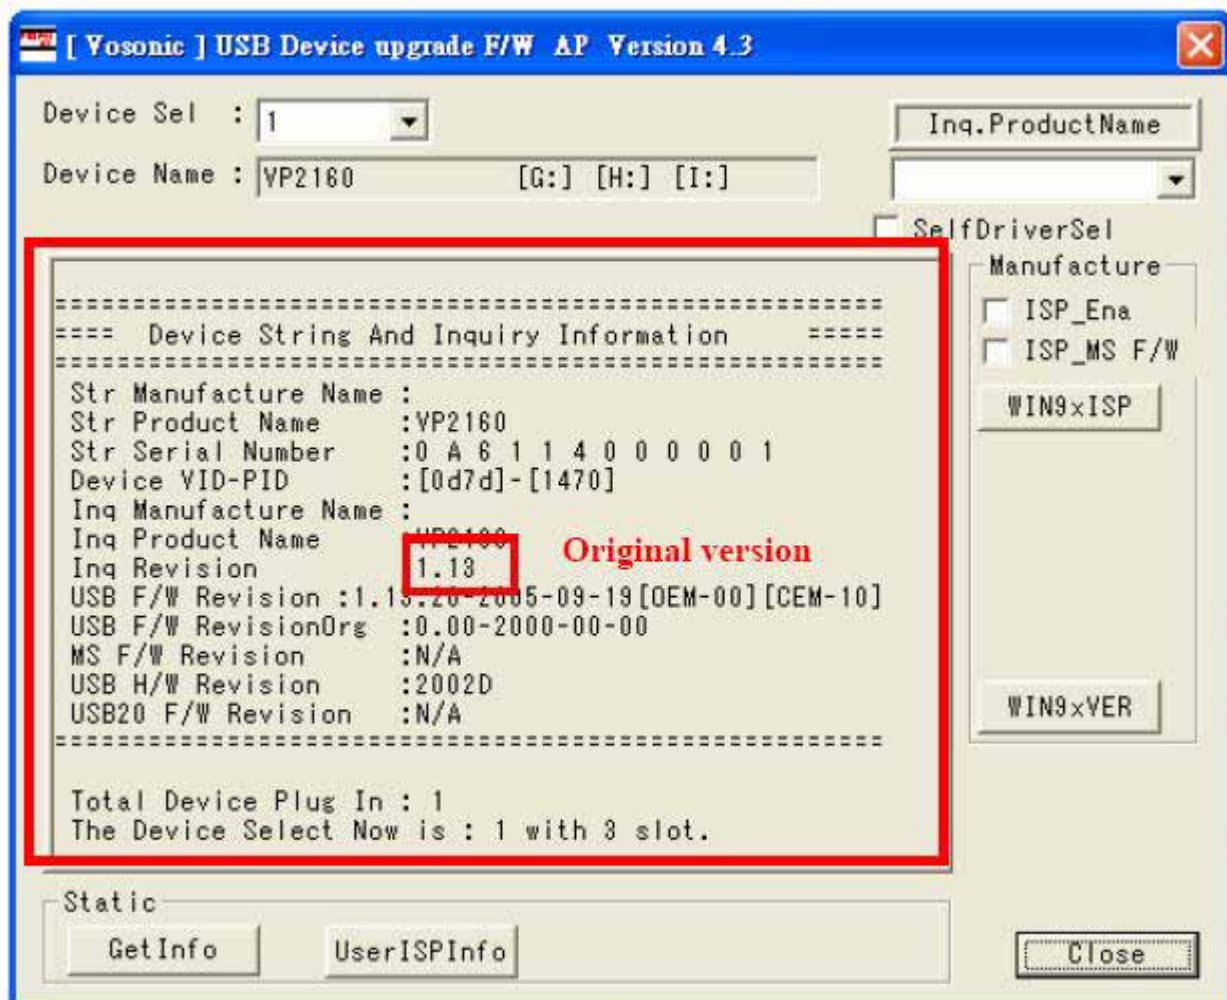 [ Vosonic ] USB Device upgrade F/W AP Version 4.3
Device Sel : 1
Inq.ProductName
Device Name : VP2160 [G:] [H:] [I:]
SelfDriverSel
Manufacture
ISP_Ena
ISP_MS F/W
WIN9xISP
WIN9xVER
=====================================================
==== Device String And Inquiry Information =====
=====================================================
Str Manufacture Name :
Str Product Name :VP2160
Str Serial Number :0 A 6 1 1 4 0 0 0 0 0 1
Device VID-PID :[0d7d]-[1470]
Inq Manufacture Name :
Inq Product Name :VP2160
Inq Revision 1.13
Original version
USB F/W Revision :1.13.20-2005-09-19[OEM-00][CEM-10]
USB F/W RevisionOrg :0.00-2000-00-00
MS F/W Revision :N/A
USB H/W Revision :2002D
USB20 F/W Revision :N/A
=====================================================
Total Device Plug In : 1
The Device Select Now is : 1 with 3 slot.
Static
GetInfo
UserISPInfo
Close